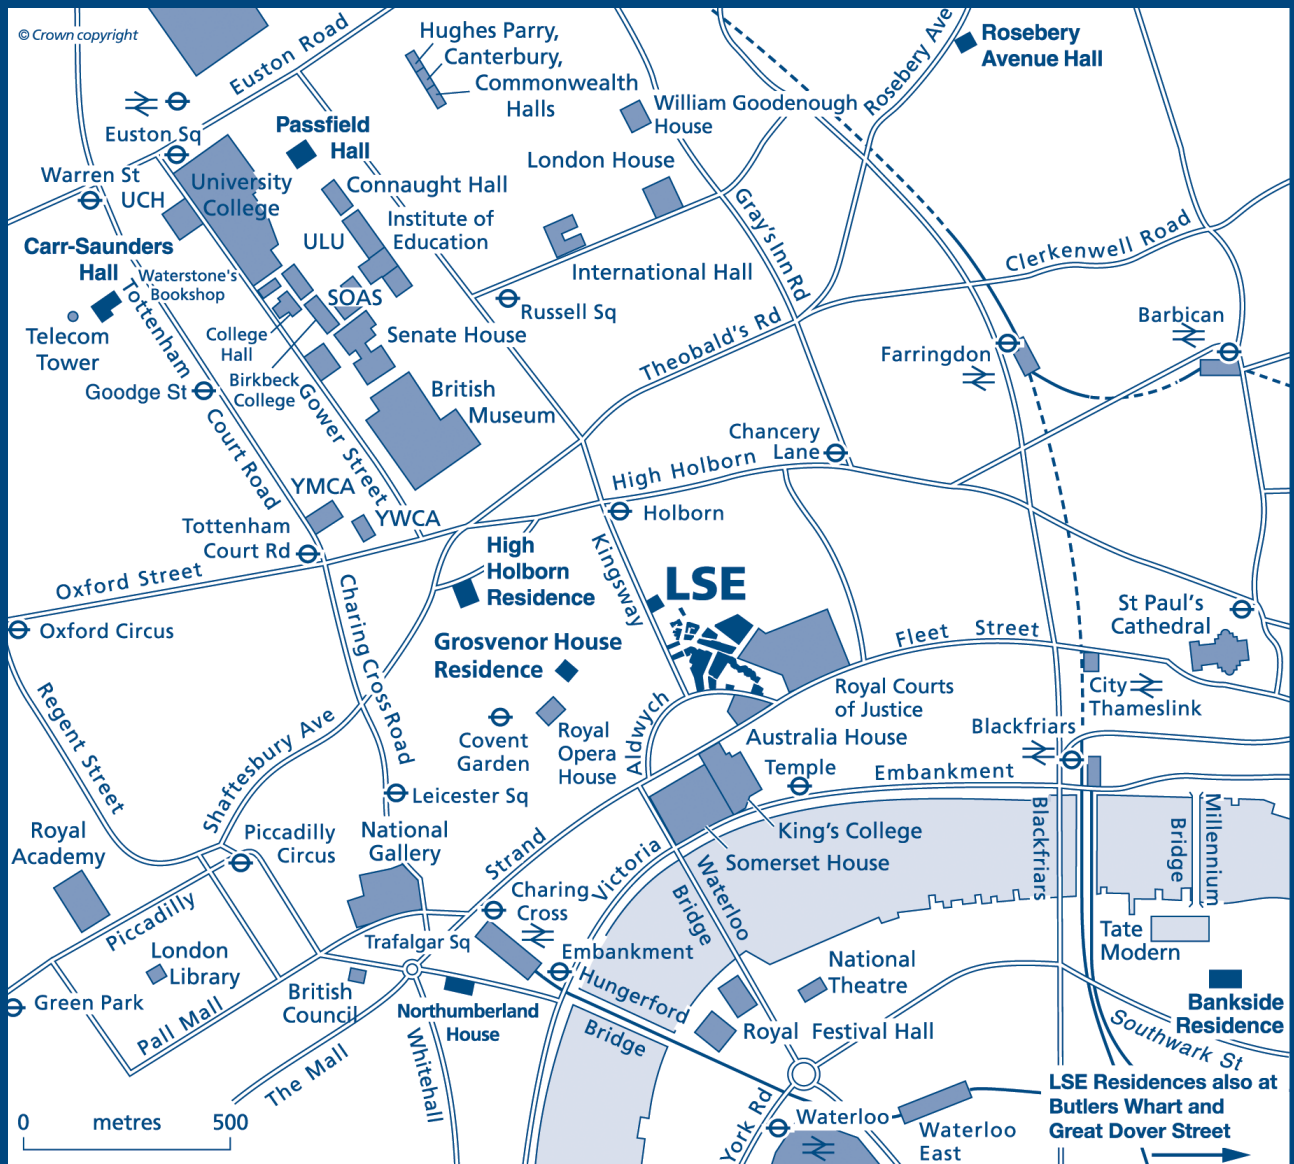 © Crown copyright
Euston Road
Hughes Parry,
Canterbury,
Commonwealth
Halls
Rosebery Ave
Rosebery
Avenue Hall
William Goodenough
House
Euston Sq
Passfield
Hall
London House
Warren St
UCH
University
College
Connaught Hall
Institute of
Education
ULU
Gray's Inn Rd
Clerkenwell Road
Carr-Saunders
Hall
Waterstone's
Bookshop
SOAS
International Hall
Russell Sq
Telecom
Tower
Tottenham
Court Road
College
Hall
Senate House
Theobald's Rd
Farringdon
Barbican
Goodge St
Birkbeck
College
Gower Street
British
Museum
Chancery
Lane
High Holborn
YMCA
YWCA
Holborn
Tottenham
Court Rd
Oxford Street
High
Holborn
Residence
Kingsway
LSE
St Paul's
Cathedral
Oxford Circus
Charing Cross Road
Grosvenor House
Residence
Fleet Street
Regent Street
Shaftesbury Ave
Covent
Garden
Royal
Opera
House
Aldwych
Royal Courts
of Justice
Australia House
City
Thameslink
Blackfriars
Temple
Embankment
Leicester Sq
King's College
Somerset House
Royal
Academy
Piccadilly
Circus
National
Gallery
Strand
Victoria
Waterloo
Bridge
Blackfriars
Bridge
Millennium
Piccadilly
Charing
Cross
London
Library
Trafalgar Sq
Embankment
Hungerford
Bridge
National
Theatre
Tate
Modern
Green Park
Pall Mall
British
Council
Northumberland
House
Royal Festival Hall
Bankside
Residence
Southwark St
The Mall
Whitehall
York Rd
Waterloo
Waterloo
East
LSE Residences also at
Butlers Whart and
Great Dover Street
0 metres 500